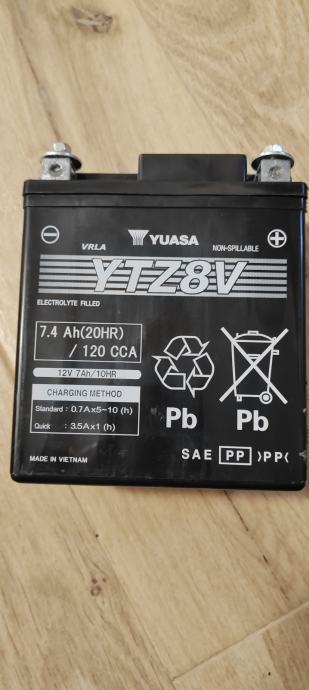 VRLA YUASA NON-SPILLABLE
YTZ8V
ELECTROLYTE FILLED
7.4 Ah(20HR)
/ 120 CCA
12V 7Ah/10HR
CHARGING METHOD
Standard : 0.7A×5~10 (h)
Quick : 3.5A×1 (h)
Pb Pb
SAE PP >PP<
MADE IN VIETNAM